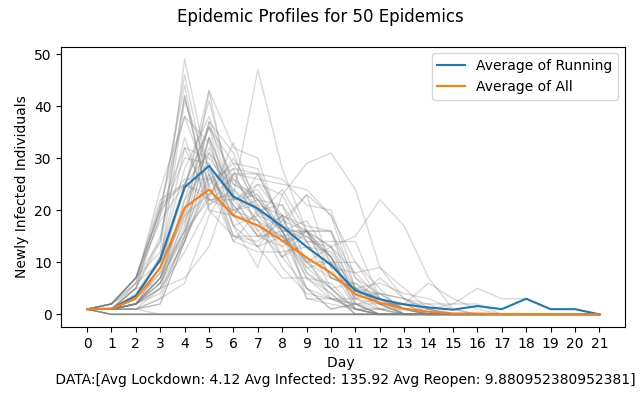 Epidemic Profiles for 50 Epidemics
50
40
30
20
10
0
Newly Infected Individuals
Average of Running
Average of All
0 1 2 3 4 5 6 7 8 9 10 11 12 13 14 15 16 17 18 19 20 21
Day
DATA:[Avg Lockdown: 4.12 Avg Infected: 135.92 Avg Reopen: 9.880952380952381]